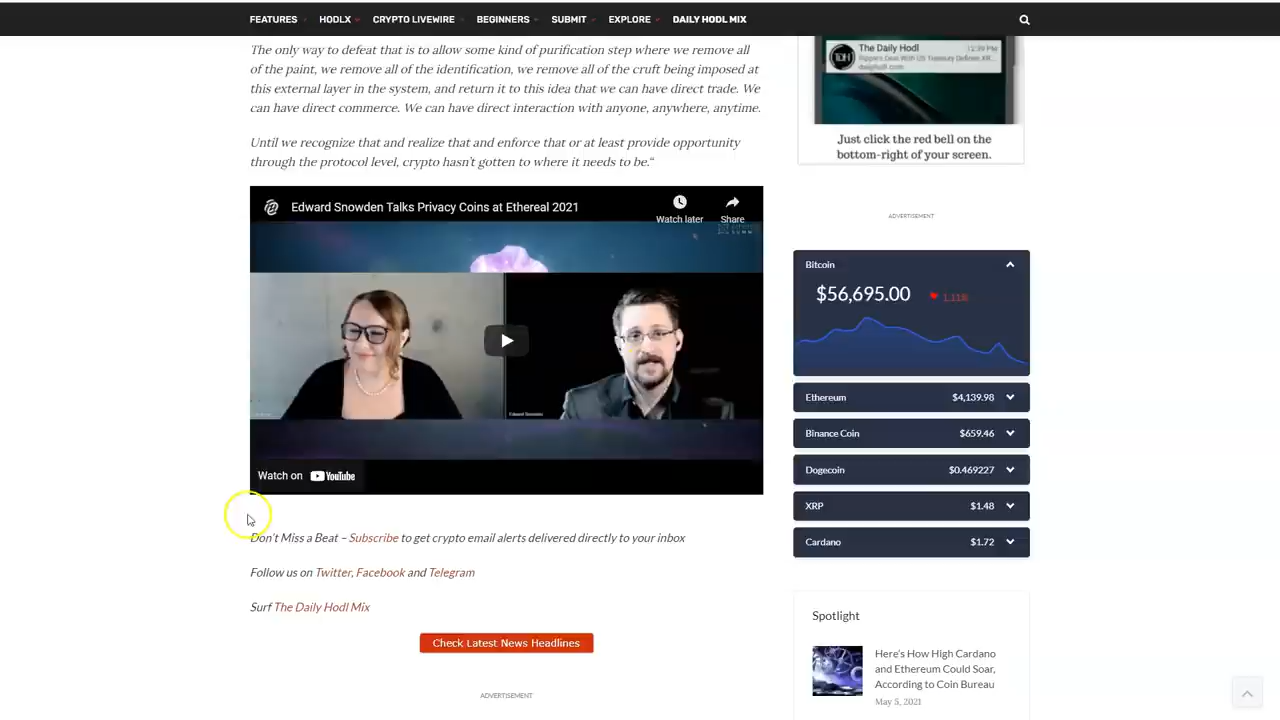 FEATURES HODLX CRYPTO LIVEWIRE BEGINNERS SUBMIT EXPLORE DAILY HODL MIX
The only way to defeat that is to allow some kind of purification step where we remove all
of the paint, we remove all of the identification, we remove all of the cruft being imposed at
this external layer in the system, and return it to this idea that we can have direct trade. We
can have direct commerce. We can have direct interaction with anyone, anywhere, anytime.
Until we recognize that and realize that and enforce that or at least provide opportunity
through the protocol level, crypto hasn't gotten to where it needs to be.“
Edward Snowden Talks Privacy Coins at Ethereal 2021
Watch later
Share
Watch on YouTube
Don't Miss a Beat – Subscribe to get crypto email alerts delivered directly to your inbox
Follow us on Twitter, Facebook and Telegram
Surf The Daily Hodl Mix
Check Latest News Headlines
ADVERTISEMENT
The Daily Hodl
12:39 PM
dailyhodl.com
Just click the red bell on the
bottom-right of your screen.
ADVERTISEMENT
Bitcoin
$56,695.00
Ethereum $4,139.98
Binance Coin $659.46
Dogecoin $0.469227
XRP $1.48
Cardano $1.72
Spotlight
Here's How High Cardano
and Ethereum Could Soar,
According to Coin Bureau
May 5, 2021